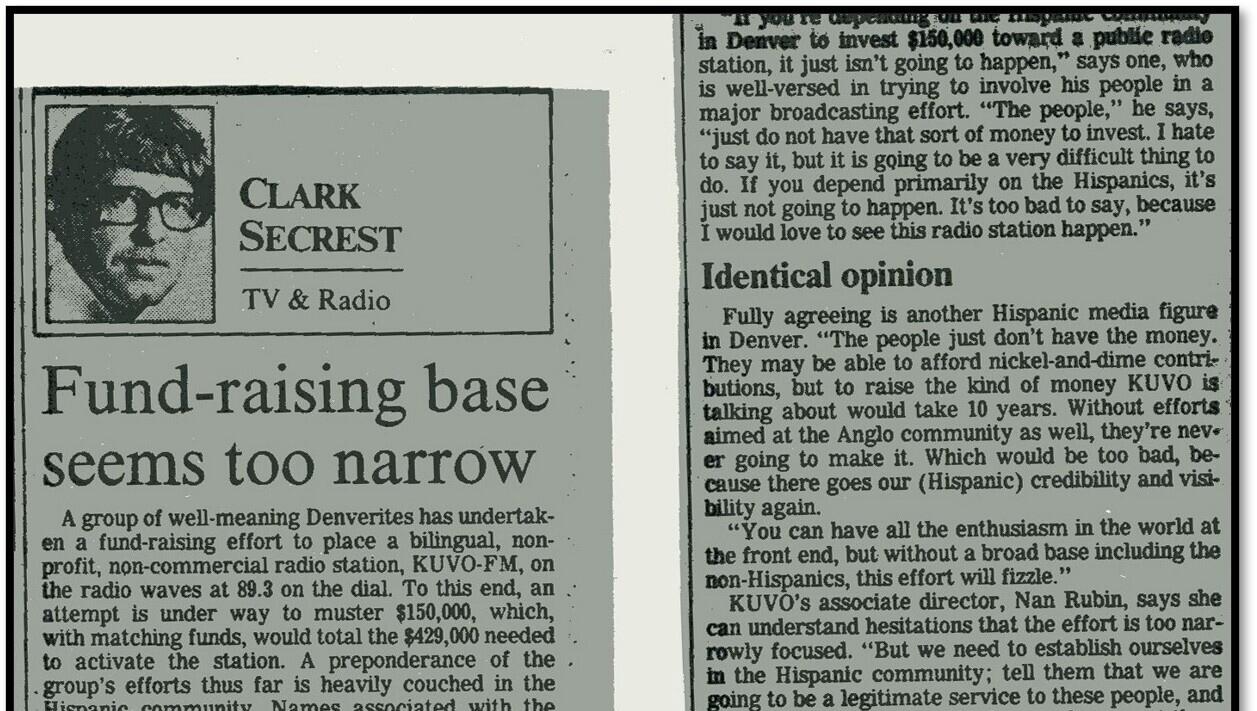 CLARK
SECREST
TV & Radio
Fund-raising base
seems too narrow
A group of well-meaning Denverites has undertak-
en a fund-raising effort to place a bilingual, non-
profit, non-commercial radio station, KUVO-FM, on
the radio waves at 89.3 on the dial. To this end, an
attempt is under way to muster $150,000, which,
with matching funds, would total the $429,000 needed
to activate the station. A preponderance of the
group's efforts thus far is heavily couched in the
Hispanic community. Names associated with the
"If you're depending on the Hispanic community
in Denver to invest $150,000 toward a public radio
station, it just isn't going to happen," says one, who
is well-versed in trying to involve his people in a
major broadcasting effort. "The people," he says,
"just do not have that sort of money to invest. I hate
to say it, but it is going to be a very difficult thing to
do. If you depend primarily on the Hispanics, it's
just not going to happen. It's too bad to say, because
I would love to see this radio station happen."
Identical opinion
Fully agreeing is another Hispanic media figure
in Denver. "The people just don't have the money.
They may be able to afford nickel-and-dime contri-
butions, but to raise the kind of money KUVO is
talking about would take 10 years. Without efforts
aimed at the Anglo community as well, they're nev-
er going to make it. Which would be too bad, be-
cause there goes our (Hispanic) credibility and visi-
bility again.
"You can have all the enthusiasm in the world at
the front end, but without a broad base including the
non-Hispanics, this effort will fizzle."
KUVO's associate director, Nan Rubin, says she
can understand hesitations that the effort is too nar-
rowly focused. "But we need to establish ourselves
in the Hispanic community; tell them that we are
going to be a legitimate service to these people, and